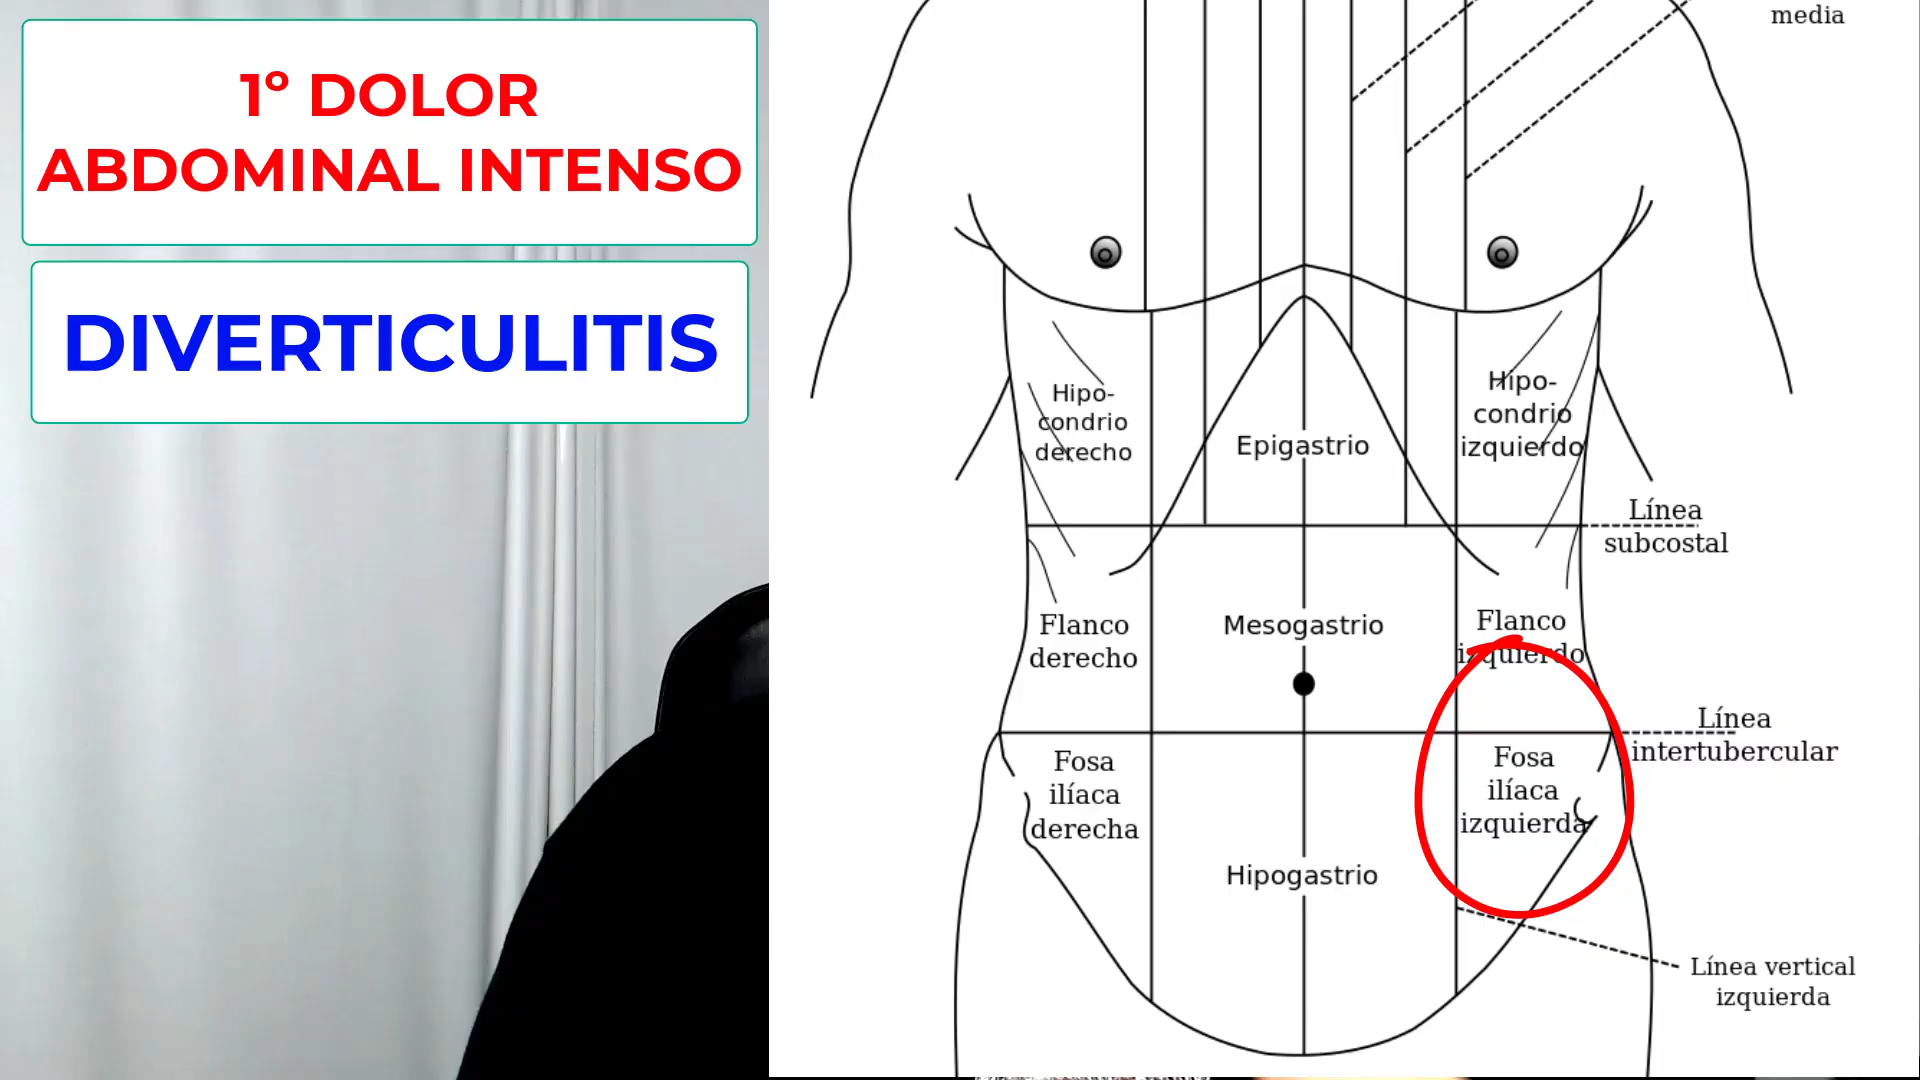 1º DOLOR
ABDOMINAL INTENSO
DIVERTICULITIS
media
Hipo-
condrio
derecho
Epigastrio
Hipo-
condrio
izquierdo
Línea
subcostal
Flanco
derecho
Mesogastrio
Flanco
izquierdo
Línea
intertubercular
Fosa
ilíaca
derecha
Hipogastrio
Fosa
ilíaca
izquierda
Línea vertical
izquierda